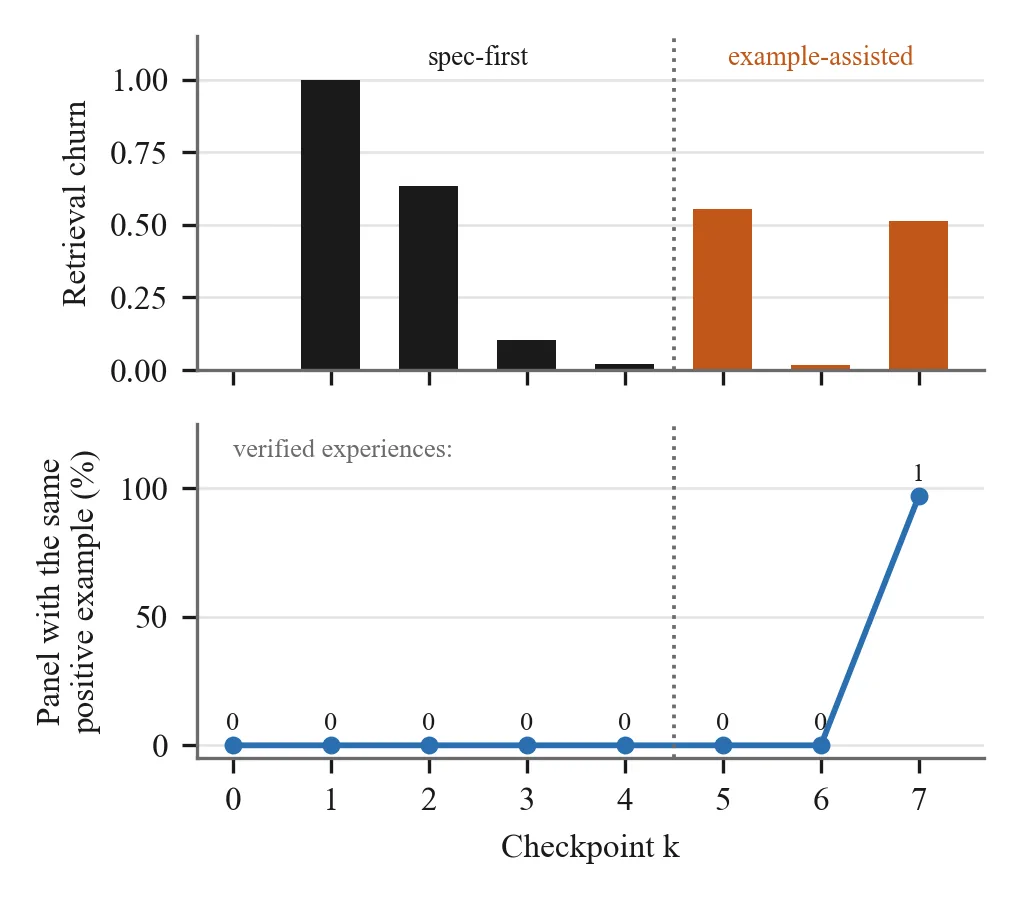 spec-first
example-assisted
Retrieval churn
1.00
0.75
0.50
0.25
0.00
verified experiences:
Panel with the same
positive example (%)
100
50
0
0 0 0 0 0 0 0 1
0 1 2 3 4 5 6 7
Checkpoint k